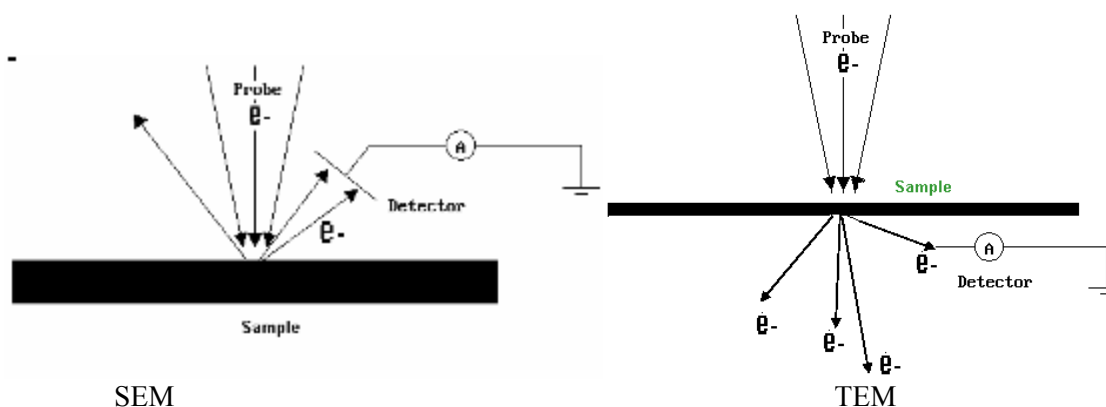 Probe
e-
A
Detector
e-
Sample
SEM
Probe
e-
Sample
A
e-
Detector
e-
e-
e-
TEM